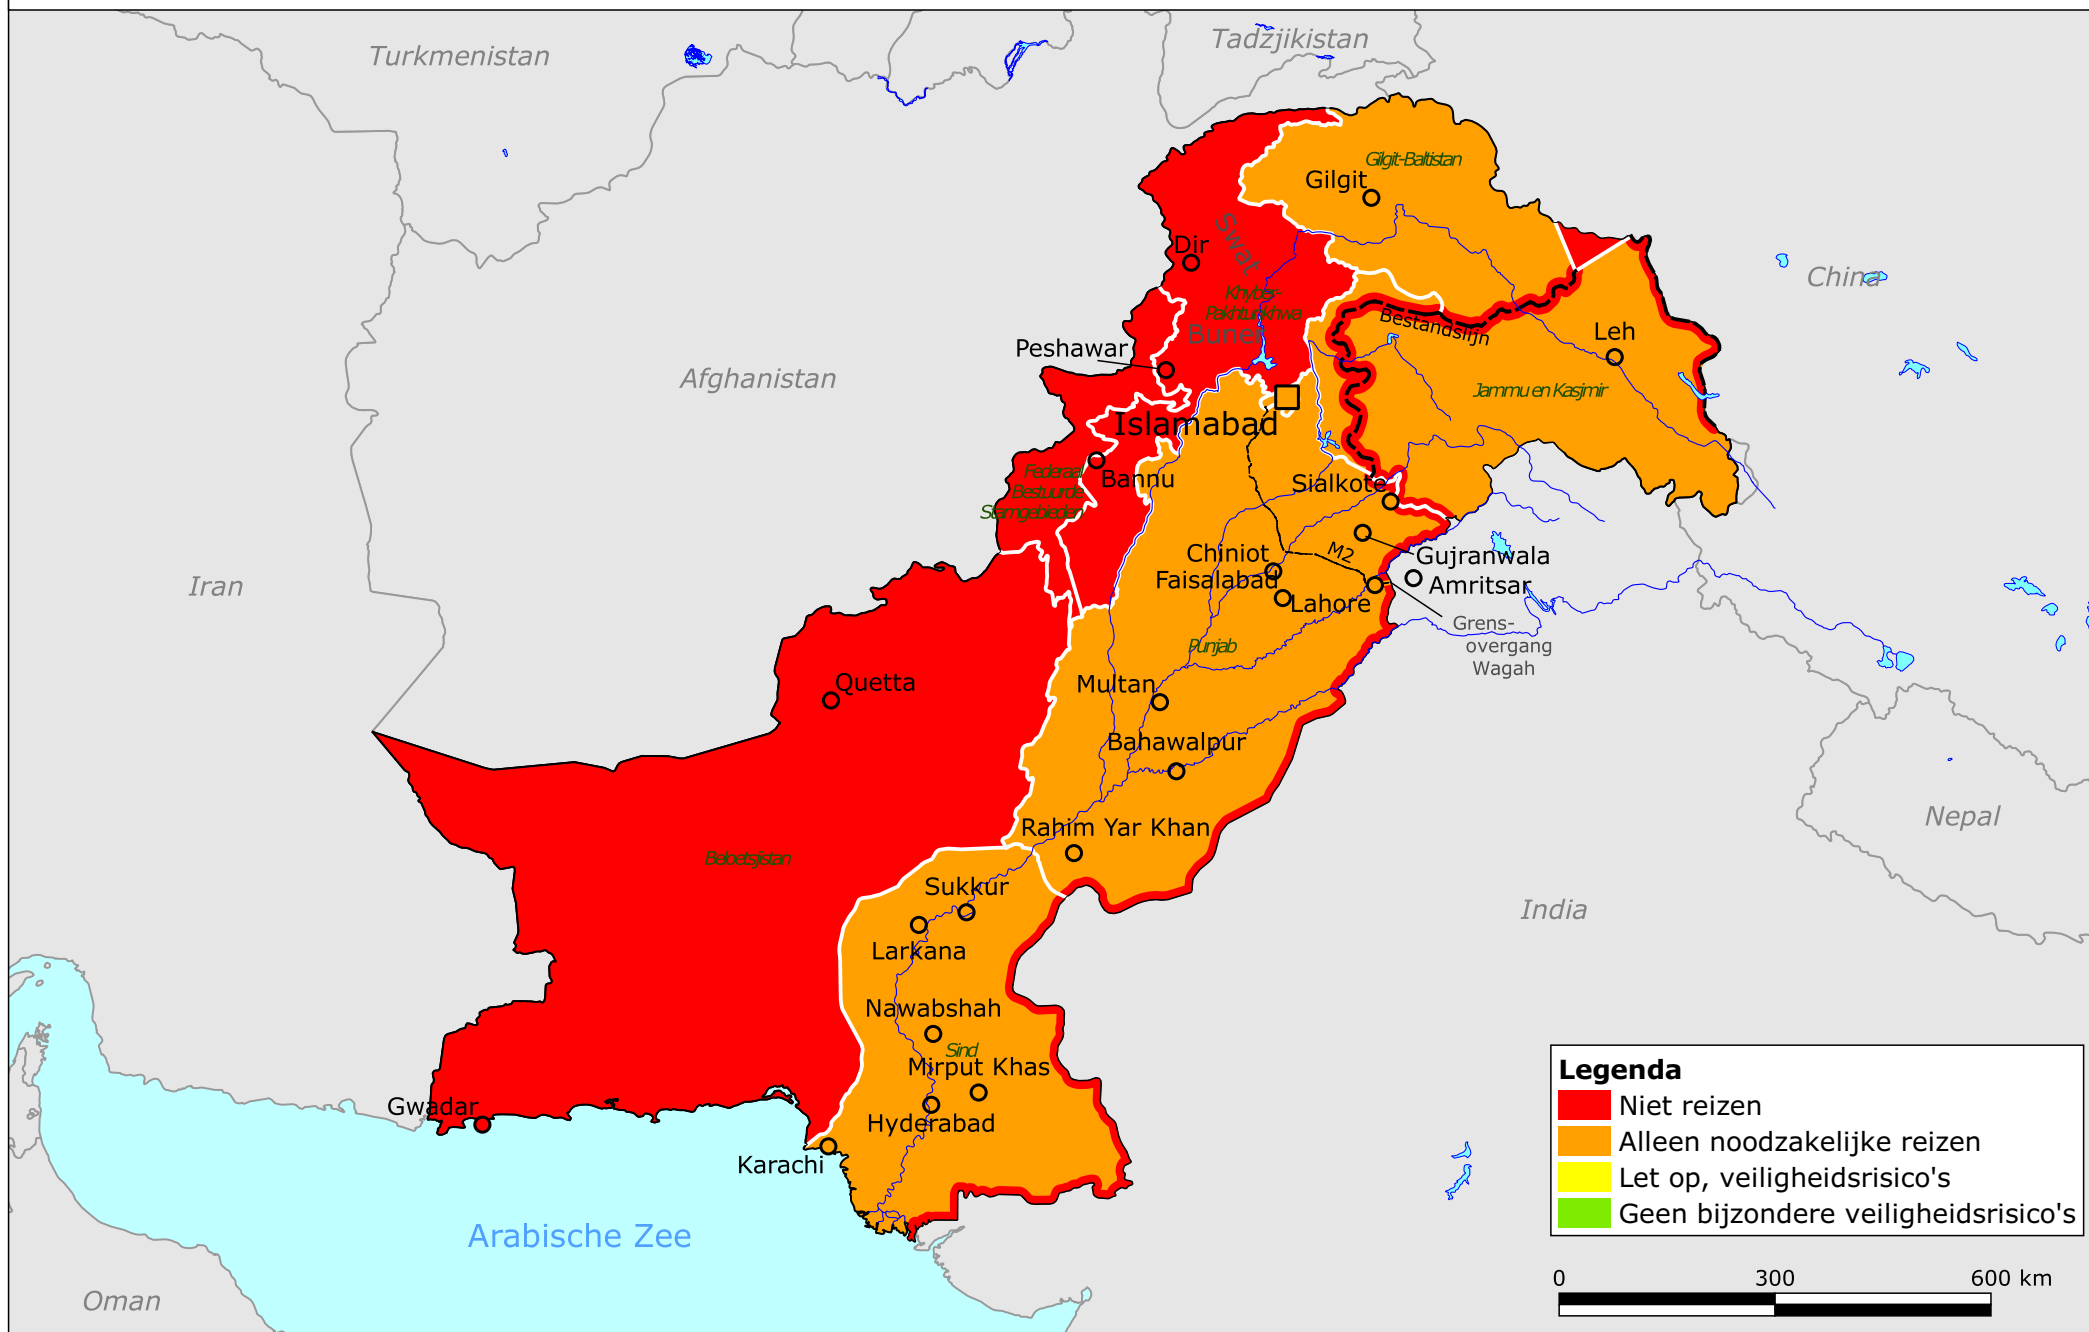 Turkmenistan
Tadzjikistan
Gilgit-Baltistan
Gilgit
Swat
Dir
China
Khyber-
Pakhtunkhwa
Bestandslijn
Buner
Leh
Peshawar
Afghanistan
Jammu en Kasjmir
Islamabad
Federaal
Bestuurde
Stamgebieden
Bannu
Sialkote
Chiniot
M2
Gujranwala
Faisalabad
Amritsar
Iran
Lahore
Grens-
overgang
Wagah
Punjab
Quetta
Multan
Bahawalpur
Nepal
Rahim Yar Khan
Beloetsjistan
Sukkur
India
Larkana
Nawabshah
Sind
Mirput Khas
Gwadar
Hyderabad
Karachi
Arabische Zee
Oman
Legenda
Niet reizen
Alleen noodzakelijke reizen
Let op, veiligheidsrisico's
Geen bijzondere veiligheidsrisico's
0 300 600 km